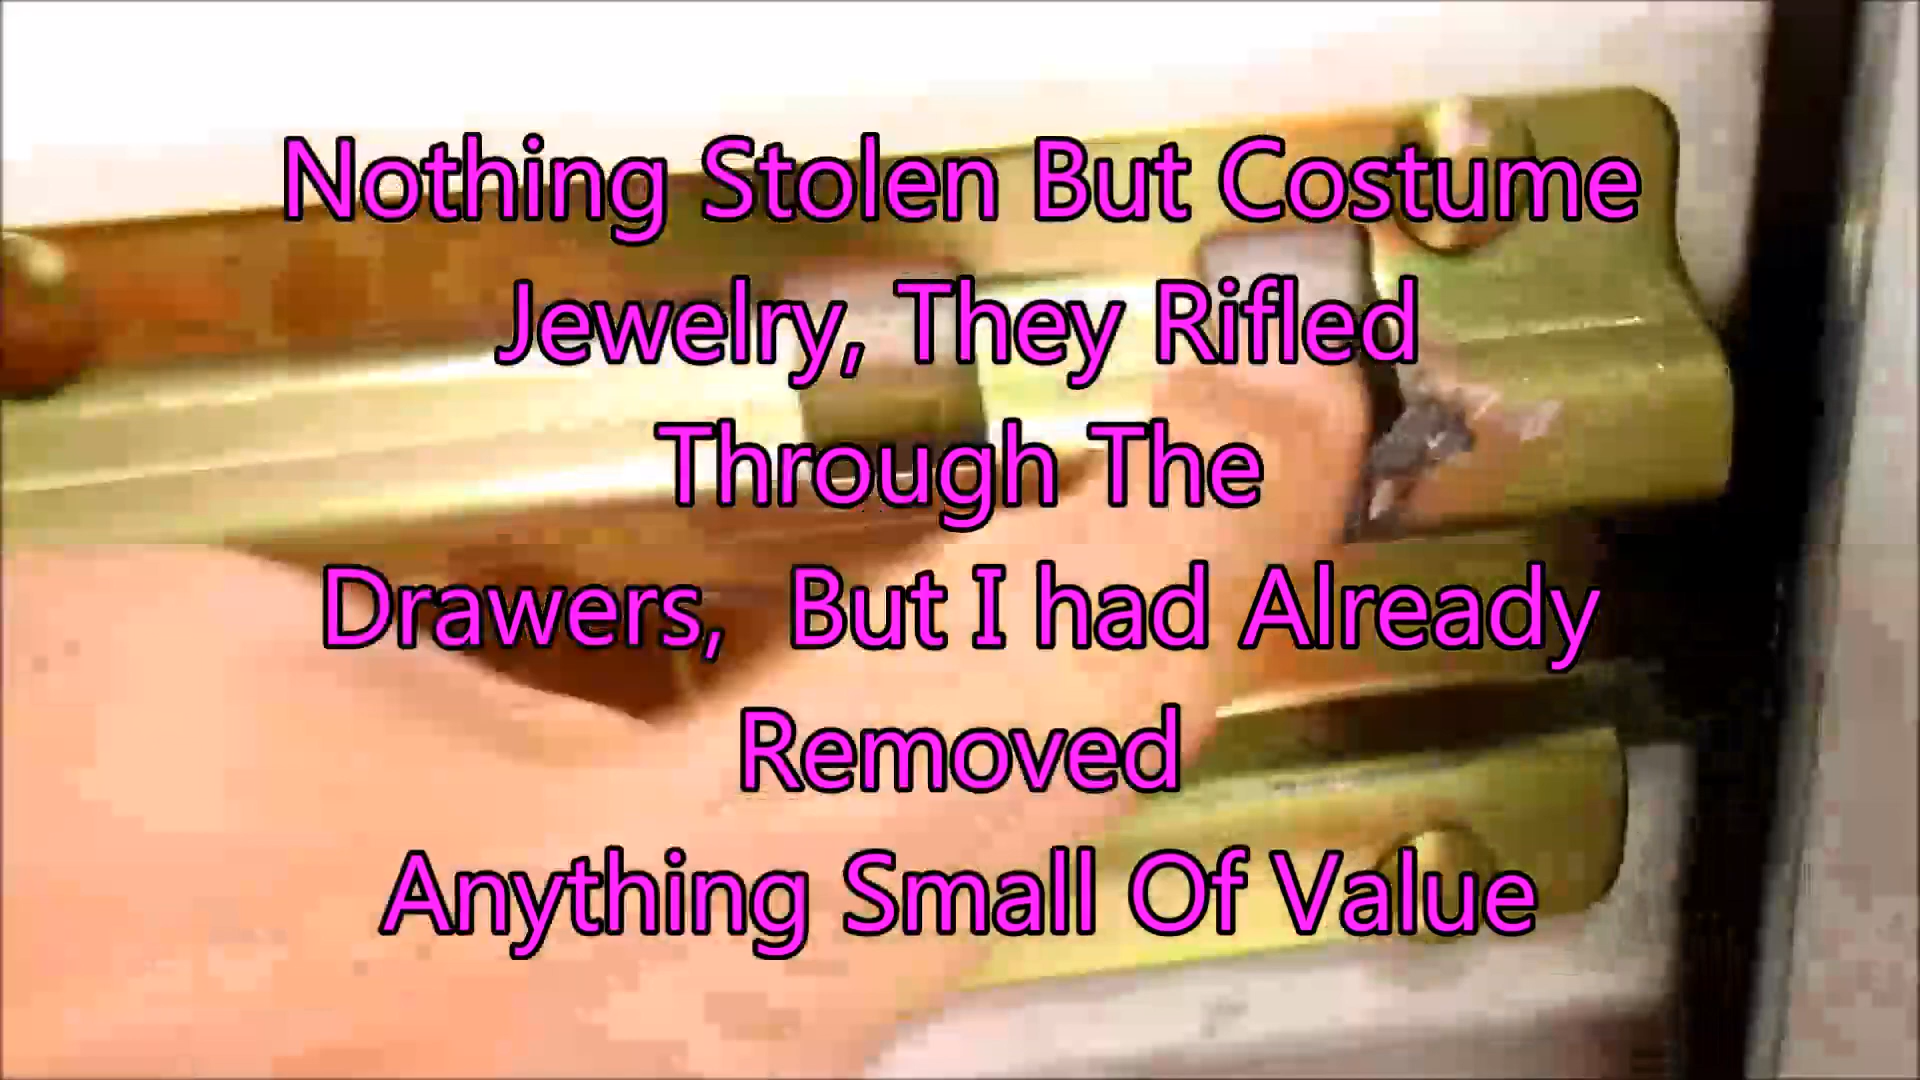 Nothing Stolen But Costume
Jewelry, They Rifled
Through The
Drawers,  But I had Already
Removed
Anything Small Of Value